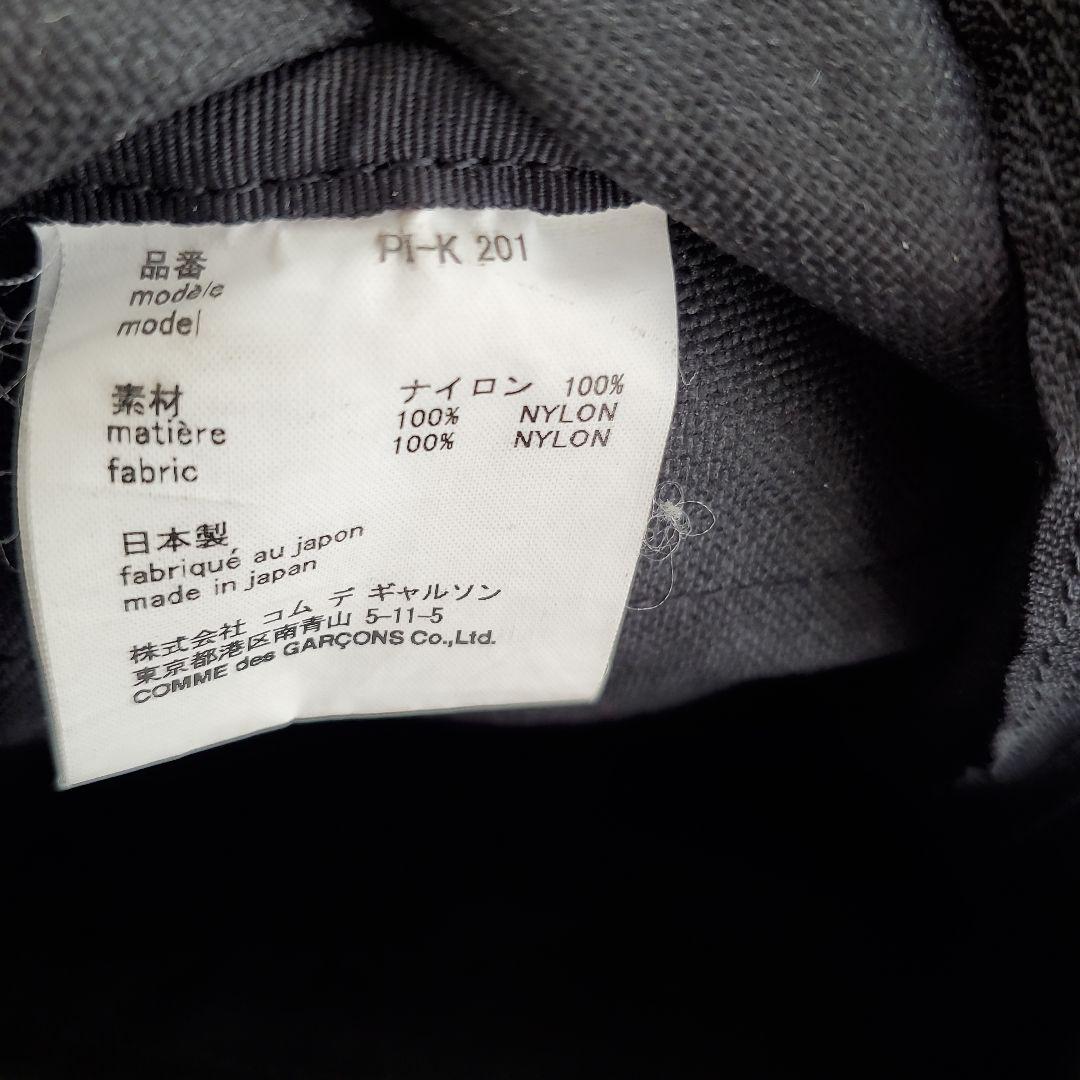 品番 PI-K 201
modèle
model
素材 ナイロン 100%
matière 100% NYLON
fabric 100% NYLON
日本製
fabriqué au japon
made in japan
株式会社 コム デ ギャルソン
東京都港区南青山 5-11-5
COMME des GARÇONS Co.,Ltd.